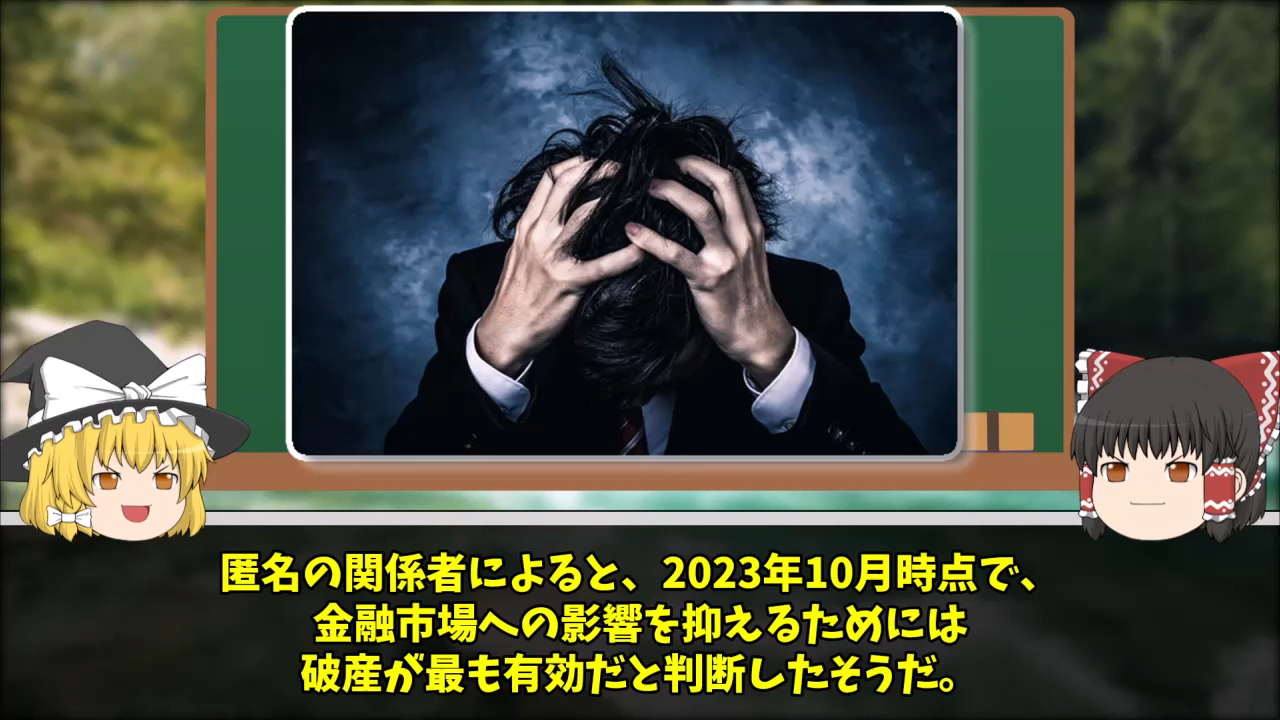 匿名の関係者によると、2023年10月時点で、
金融市場への影響を抑えるためには
破産が最も有効だと判断したそうだ。